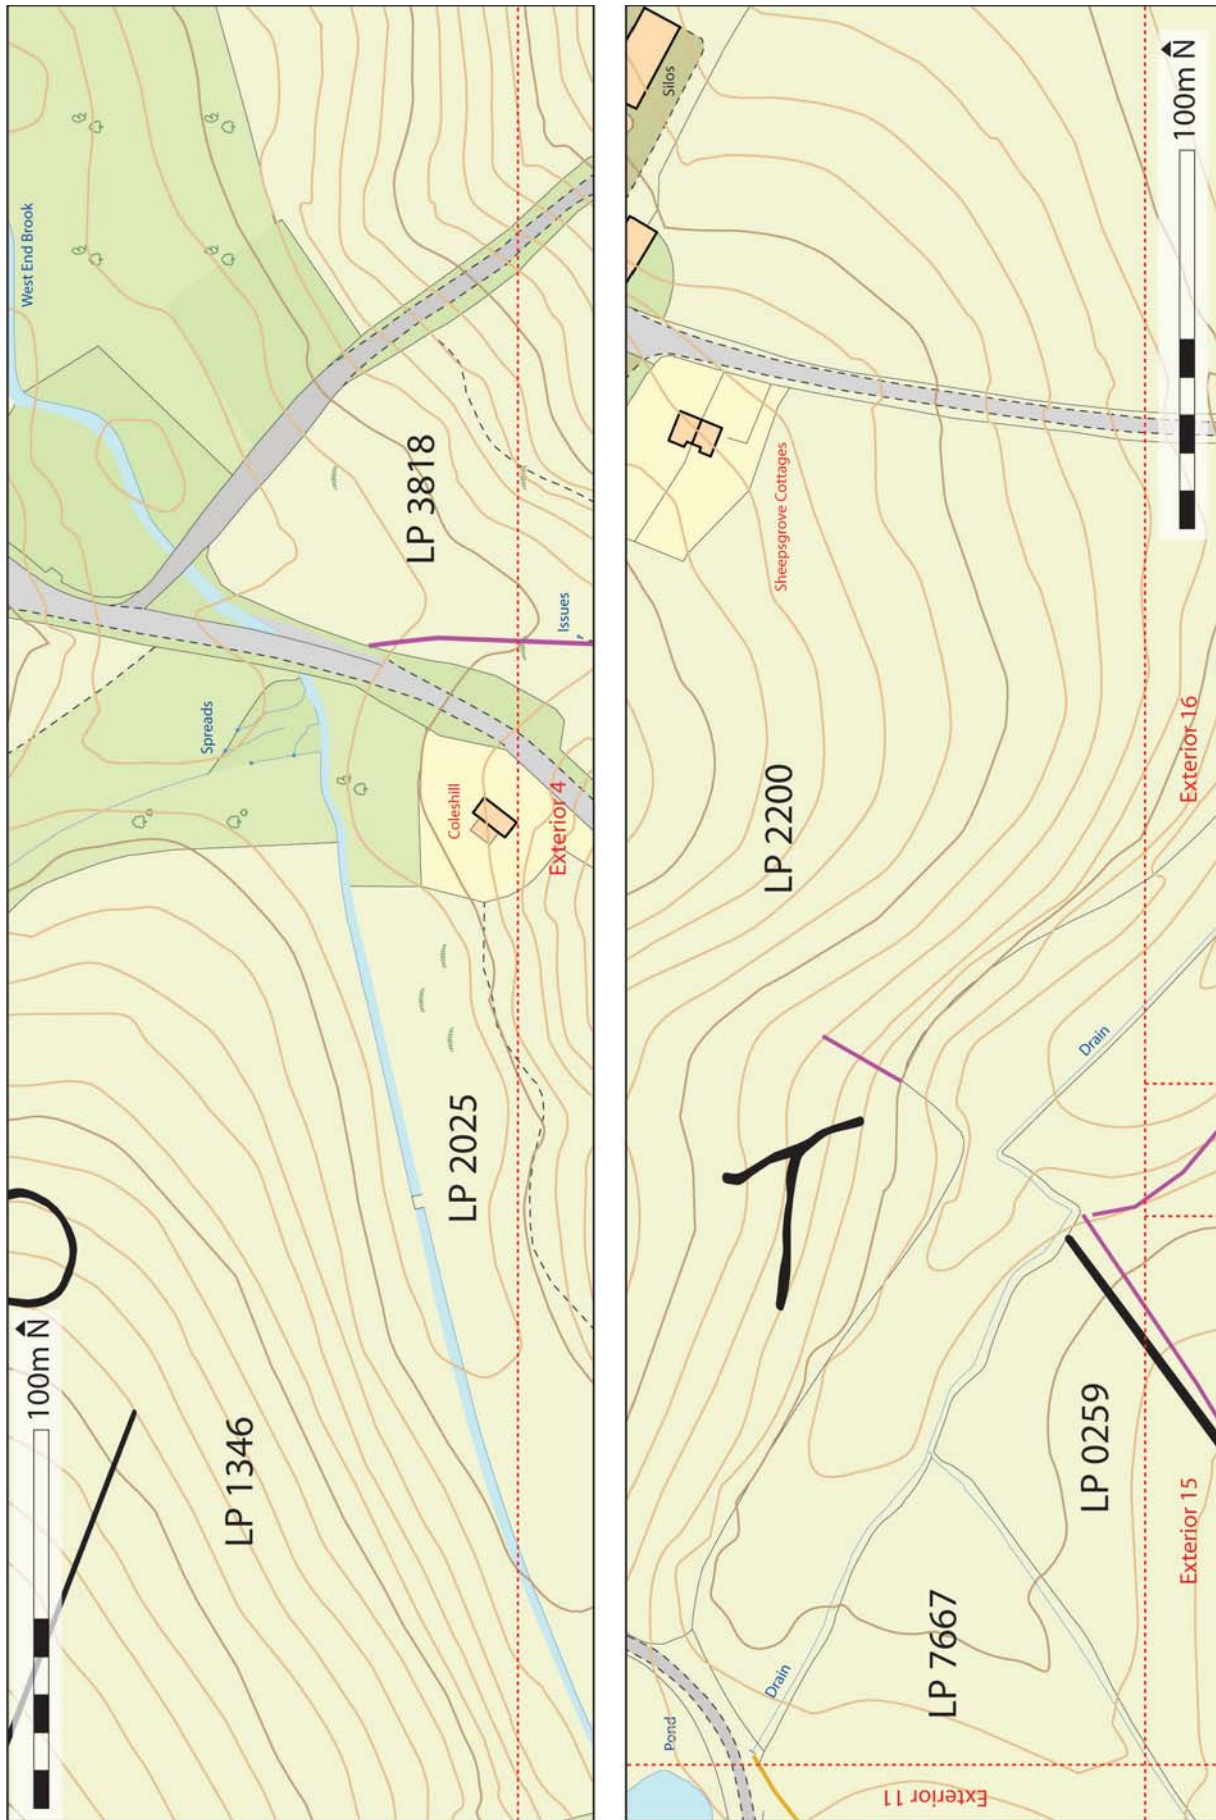 West End Brook
LP 3818
Issues
Spreads
Coleshill
Exterior 4
LP 2025
LP 1346
100m N
Silos
100m N
Sheepsgrove Cottages
Exterior 16
LP 2200
Drain
LP 0259
Exterior 15
LP 7667
Drain
Pond
Exterior 11